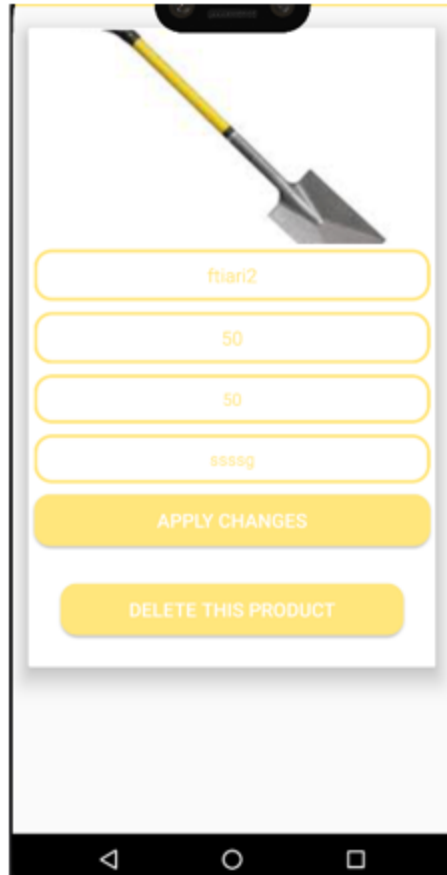 ftiari2
50
50
ssssg
APPLY CHANGES
DELETE THIS PRODUCT